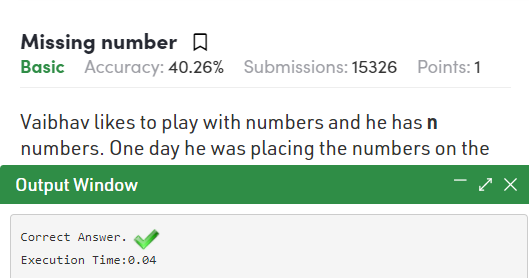 Missing number
Basic Accuracy: 40.26% Submissions: 15326 Points: 1
Vaibhav likes to play with numbers and he has n
numbers. One day he was placing the numbers on the
Output Window
Correct Answer.
Execution Time:0.04